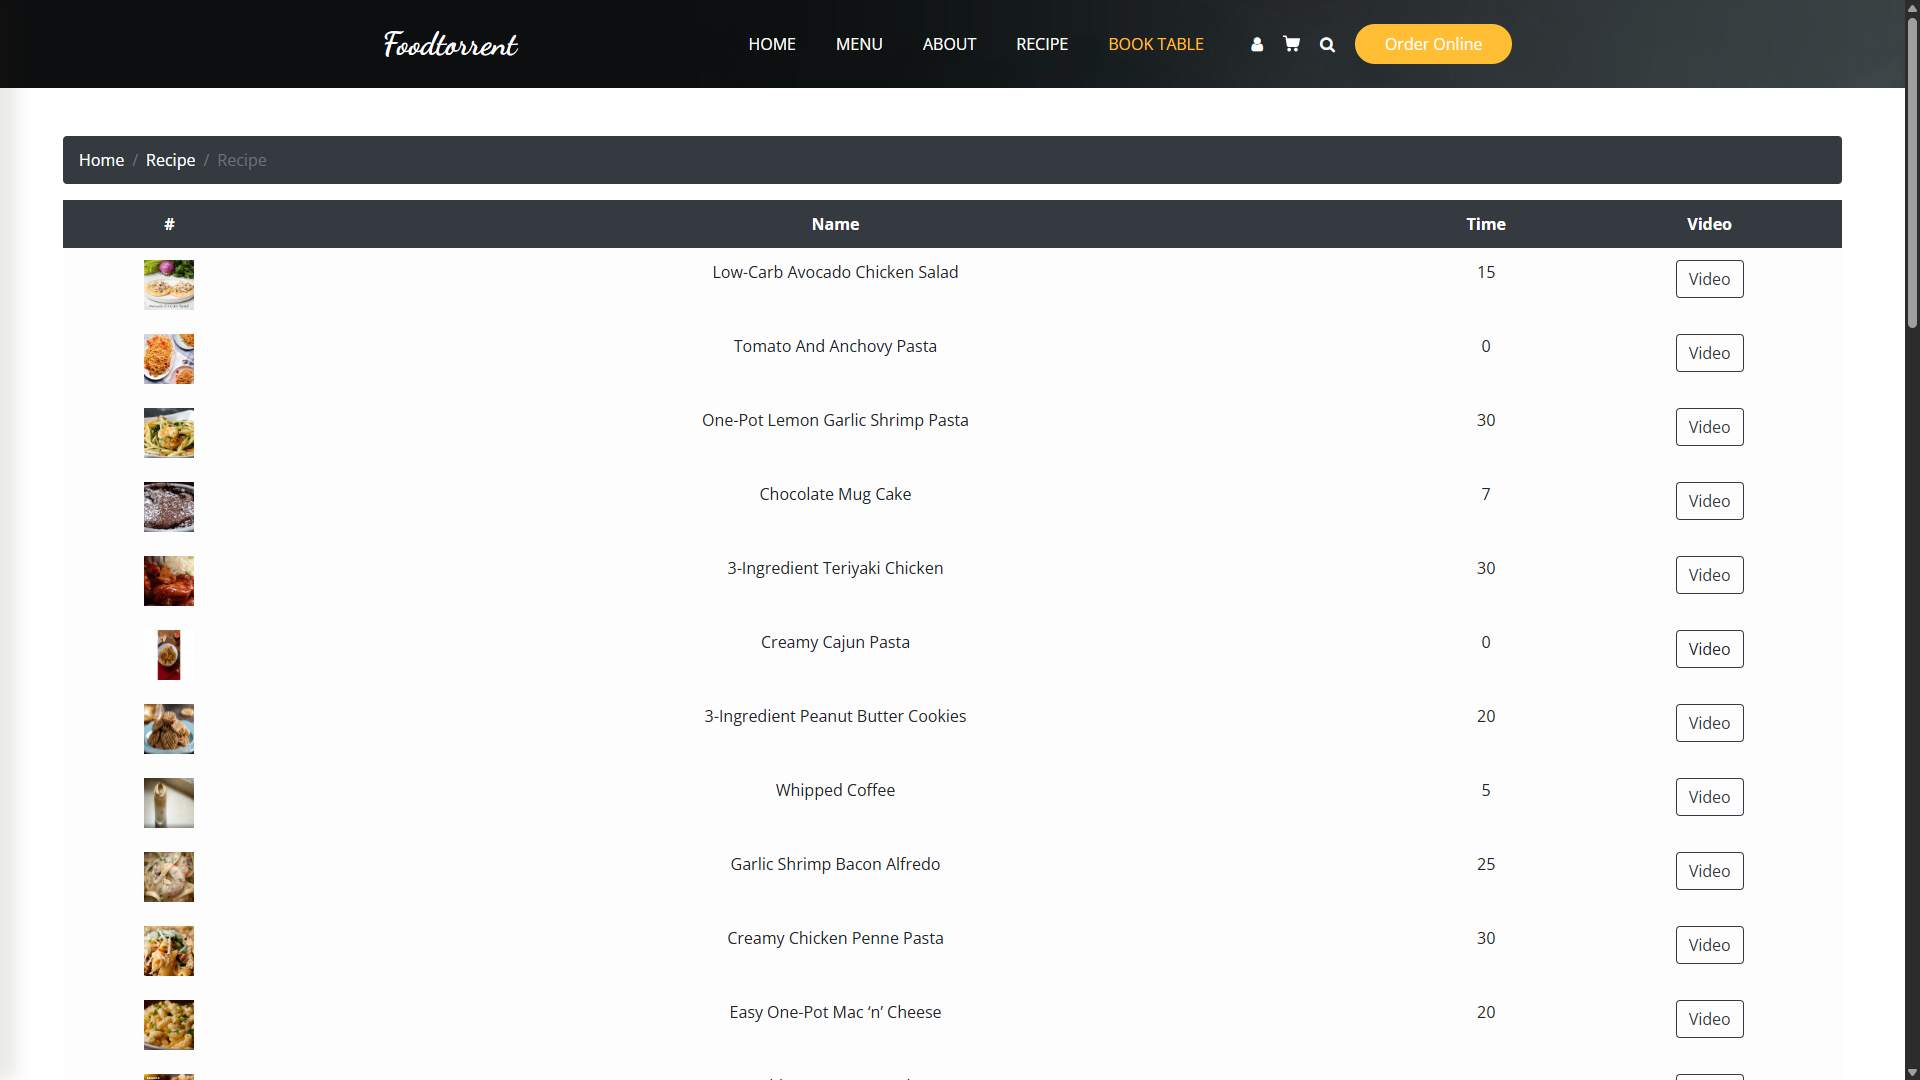 Foodtorrent
HOME MENU ABOUT RECIPE BOOK TABLE Order Online
Home / Recipe / Recipe
# Name Time Video
Low-Carb Avocado Chicken Salad 15 Video
Tomato And Anchovy Pasta 0 Video
One-Pot Lemon Garlic Shrimp Pasta 30 Video
Chocolate Mug Cake 7 Video
3-Ingredient Teriyaki Chicken 30 Video
Creamy Cajun Pasta 0 Video
3-Ingredient Peanut Butter Cookies 20 Video
Whipped Coffee 5 Video
Garlic Shrimp Bacon Alfredo 25 Video
Creamy Chicken Penne Pasta 30 Video
Easy One-Pot Mac ‘n’ Cheese 20 Video